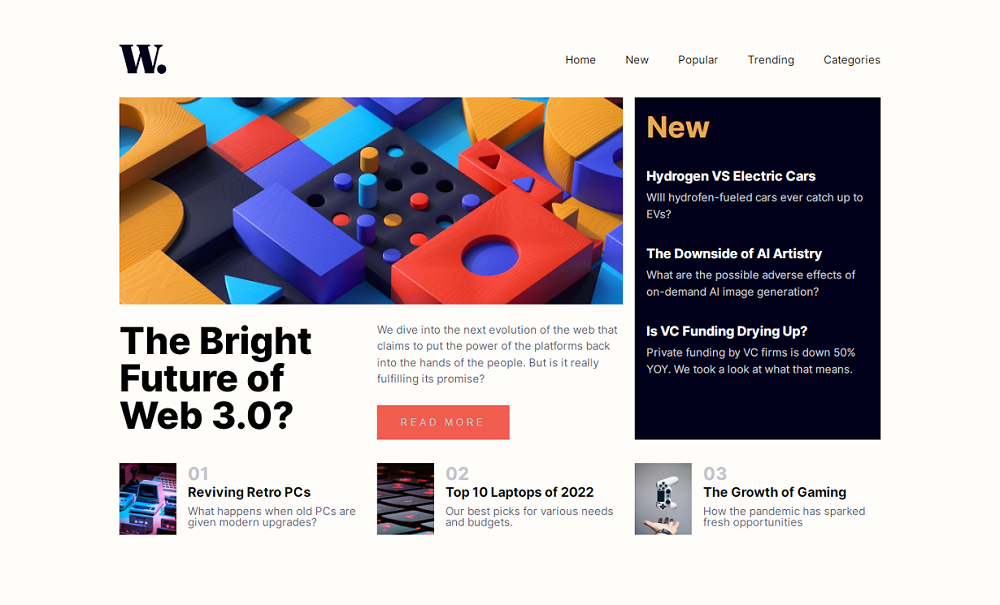 W.
Home New Popular Trending Categories
New
Hydrogen VS Electric Cars
Will hydrofen-fueled cars ever catch up to
EVs?
The Downside of AI Artistry
What are the possible adverse effects of
on-demand AI image generation?
Is VC Funding Drying Up?
Private funding by VC firms is down 50%
YOY. We took a look at what that means.
The Bright
Future of
Web 3.0?
We dive into the next evolution of the web that
claims to put the power of the platforms back
into the hands of the people. But is it really
fulfilling its promise?
READ MORE
01
Reviving Retro PCs
What happens when old PCs are
given modern upgrades?
02
Top 10 Laptops of 2022
Our best picks for various needs
and budgets.
03
The Growth of Gaming
How the pandemic has sparked
fresh opportunities